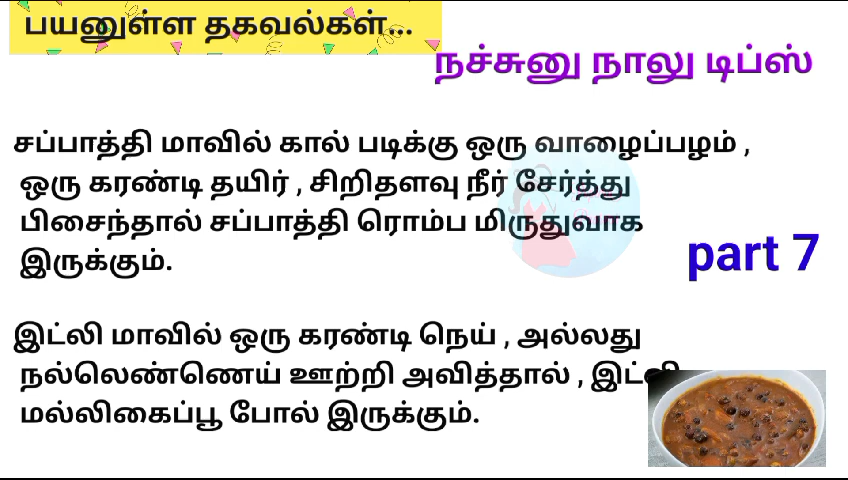 பயனுள்ள தகவல்கள்...
நச்சுனு நாலு டிப்ஸ்
சப்பாத்தி மாவில் கால் படிக்கு ஒரு வாழைப்பழம் ,
ஒரு கரண்டி தயிர் , சிறிதளவு நீர் சேர்த்து
பிசைந்தால் சப்பாத்தி ரொம்ப மிருதுவாக
இருக்கும்.
part 7
இட்லி மாவில் ஒரு கரண்டி நெய் , அல்லது
நல்லெண்ணெய் ஊற்றி அவித்தால் , இட்லி
மல்லிகைப்பூ போல் இருக்கும்.